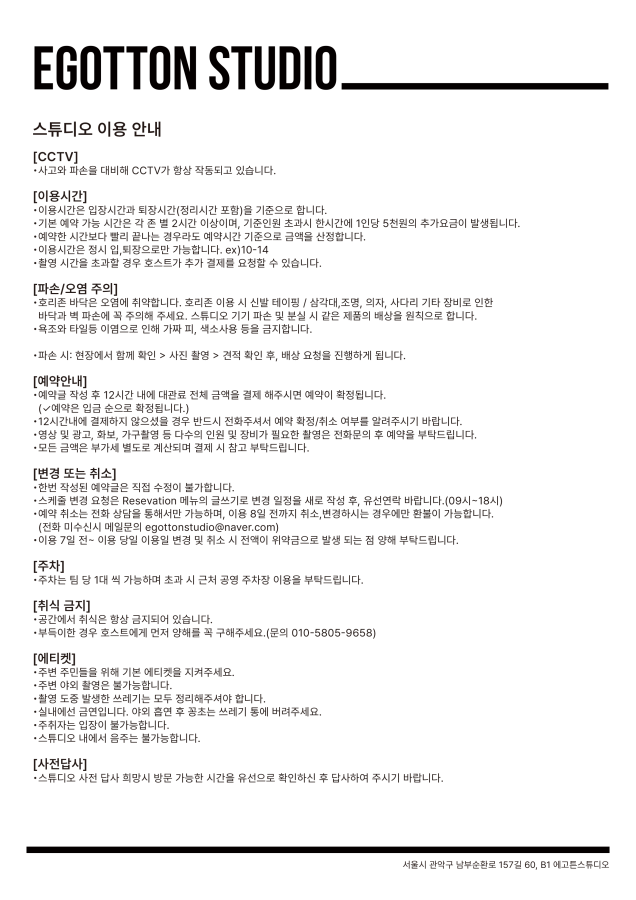 EGOTTON STUDIO
스튜디오 이용 안내
[CCTV]
•사고와 파손을 대비해 CCTV가 항상 작동되고 있습니다.
[이용시간]
•이용시간은 입장시간과 퇴장시간(정리시간 포함)을 기준으로 합니다.
•기본 예약 가능 시간은 각 존 별 2시간 이상이며, 기준인원 초과시 한시간에 1인당 5천원의 추가요금이 발생됩니다.
•예약한 시간보다 빨리 끝나는 경우라도 예약시간 기준으로 금액을 산정합니다.
•이용시간은 정시 입,퇴장으로만 가능합니다. ex)10-14
•촬영 시간을 초과할 경우 호스트가 추가 결제를 요청할 수 있습니다.
[파손/오염 주의]
•호리존 바닥은 오염에 취약합니다. 호리존 이용 시 신발 테이핑 / 삼각대,조명, 의자, 사다리 기타 장비로 인한
바닥과 벽 파손에 꼭 주의해 주세요. 스튜디오 기기 파손 및 분실 시 같은 제품의 배상을 원칙으로 합니다.
•욕조와 타일등 이염으로 인해 가짜 피, 색소사용 등을 금지합니다.
•파손 시: 현장에서 함께 확인 > 사진 촬영 > 견적 확인 후, 배상 요청을 진행하게 됩니다.
[예약안내]
•예약글 작성 후 12시간 내에 대관료 전체 금액을 결제 해주시면 예약이 확정됩니다.
(✓예약은 입금 순으로 확정됩니다.)
•12시간내에 결제하지 않으셨을 경우 반드시 전화주셔서 예약 확정/취소 여부를 알려주시기 바랍니다.
•영상 및 광고, 화보, 가구촬영 등 다수의 인원 및 장비가 필요한 촬영은 전화문의 후 예약을 부탁드립니다.
•모든 금액은 부가세 별도로 계산되며 결제 시 참고 부탁드립니다.
[변경 또는 취소]
•한번 작성된 예약글은 직접 수정이 불가합니다.
•스케줄 변경 요청은 Resevation 메뉴의 글쓰기로 변경 일정을 새로 작성 후, 유선연락 바랍니다.(09시~18시)
•예약 취소는 전화 상담을 통해서만 가능하며, 이용 8일 전까지 취소,변경하시는 경우에만 환불이 가능합니다.
(전화 미수신시 메일문의 egottonstudio@naver.com)
•이용 7일 전~ 이용 당일 이용일 변경 및 취소 시 전액이 위약금으로 발생 되는 점 양해 부탁드립니다.
[주차]
•주차는 팀 당 1대 씩 가능하며 초과 시 근처 공영 주차장 이용을 부탁드립니다.
[취식 금지]
•공간에서 취식은 항상 금지되어 있습니다.
•부득이한 경우 호스트에게 먼저 양해를 꼭 구해주세요.(문의 010-5805-9658)
[에티켓]
•주변 주민들을 위해 기본 에티켓을 지켜주세요.
•주변 야외 촬영은 불가능합니다.
•촬영 도중 발생한 쓰레기는 모두 정리해주셔야 합니다.
•실내에선 금연입니다. 야외 흡연 후 꽁초는 쓰레기 통에 버려주세요.
•주취자는 입장이 불가능합니다.
•스튜디오 내에서 음주는 불가능합니다.
[사전답사]
•스튜디오 사전 답사 희망시 방문 가능한 시간을 유선으로 확인하신 후 답사하여 주시기 바랍니다.
서울시 관악구 남부순환로 157길 60, B1 에고튼스튜디오